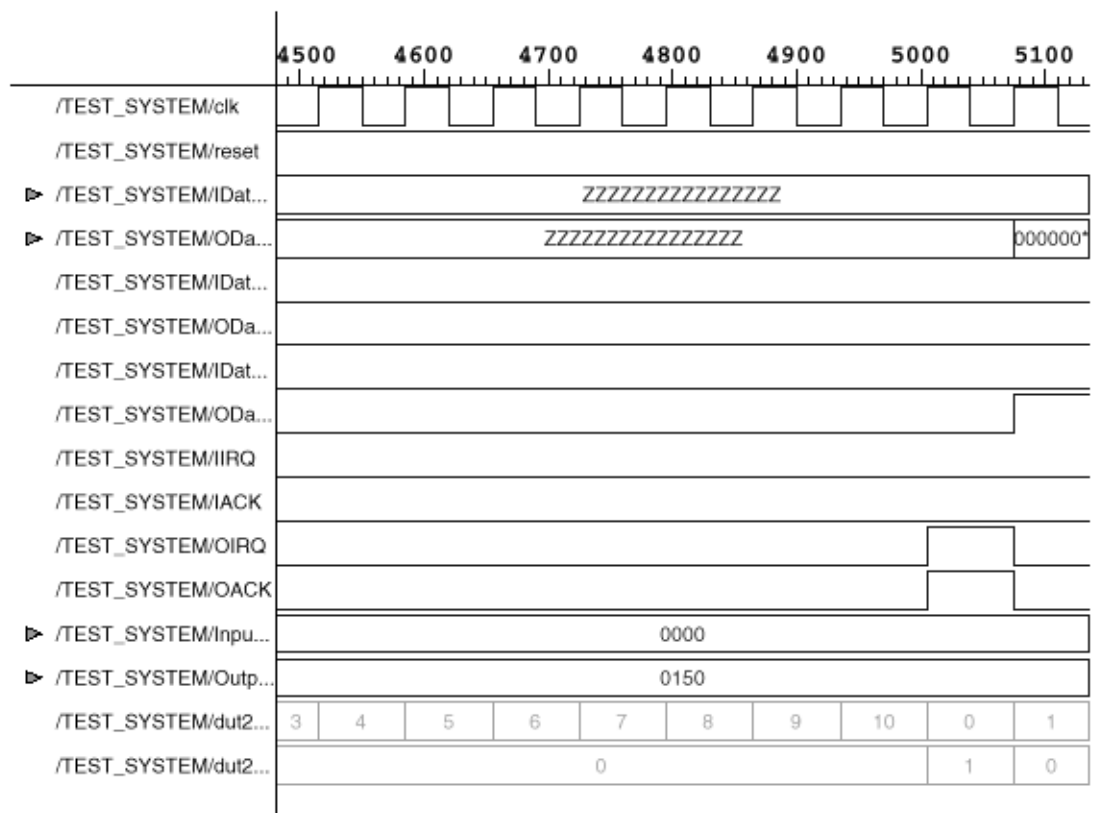 4500 4600 4700 4800 4900 5000 5100
/TEST_SYSTEM/clk
/TEST_SYSTEM/reset
/TEST_SYSTEM/IDat... ZZZZZZZZZZZZZZZZ
/TEST_SYSTEM/ODa... ZZZZZZZZZZZZZZZZ 000000*
/TEST_SYSTEM/IDat...
/TEST_SYSTEM/ODa...
/TEST_SYSTEM/IDat...
/TEST_SYSTEM/ODa...
/TEST_SYSTEM/IIRQ
/TEST_SYSTEM/IACK
/TEST_SYSTEM/OIRQ
/TEST_SYSTEM/OACK
/TEST_SYSTEM/Inpu... 0000
/TEST_SYSTEM/Outp... 0150
/TEST_SYSTEM/dut2... 3 4 5 6 7 8 9 10 0 1
/TEST_SYSTEM/dut2... 0 1 0